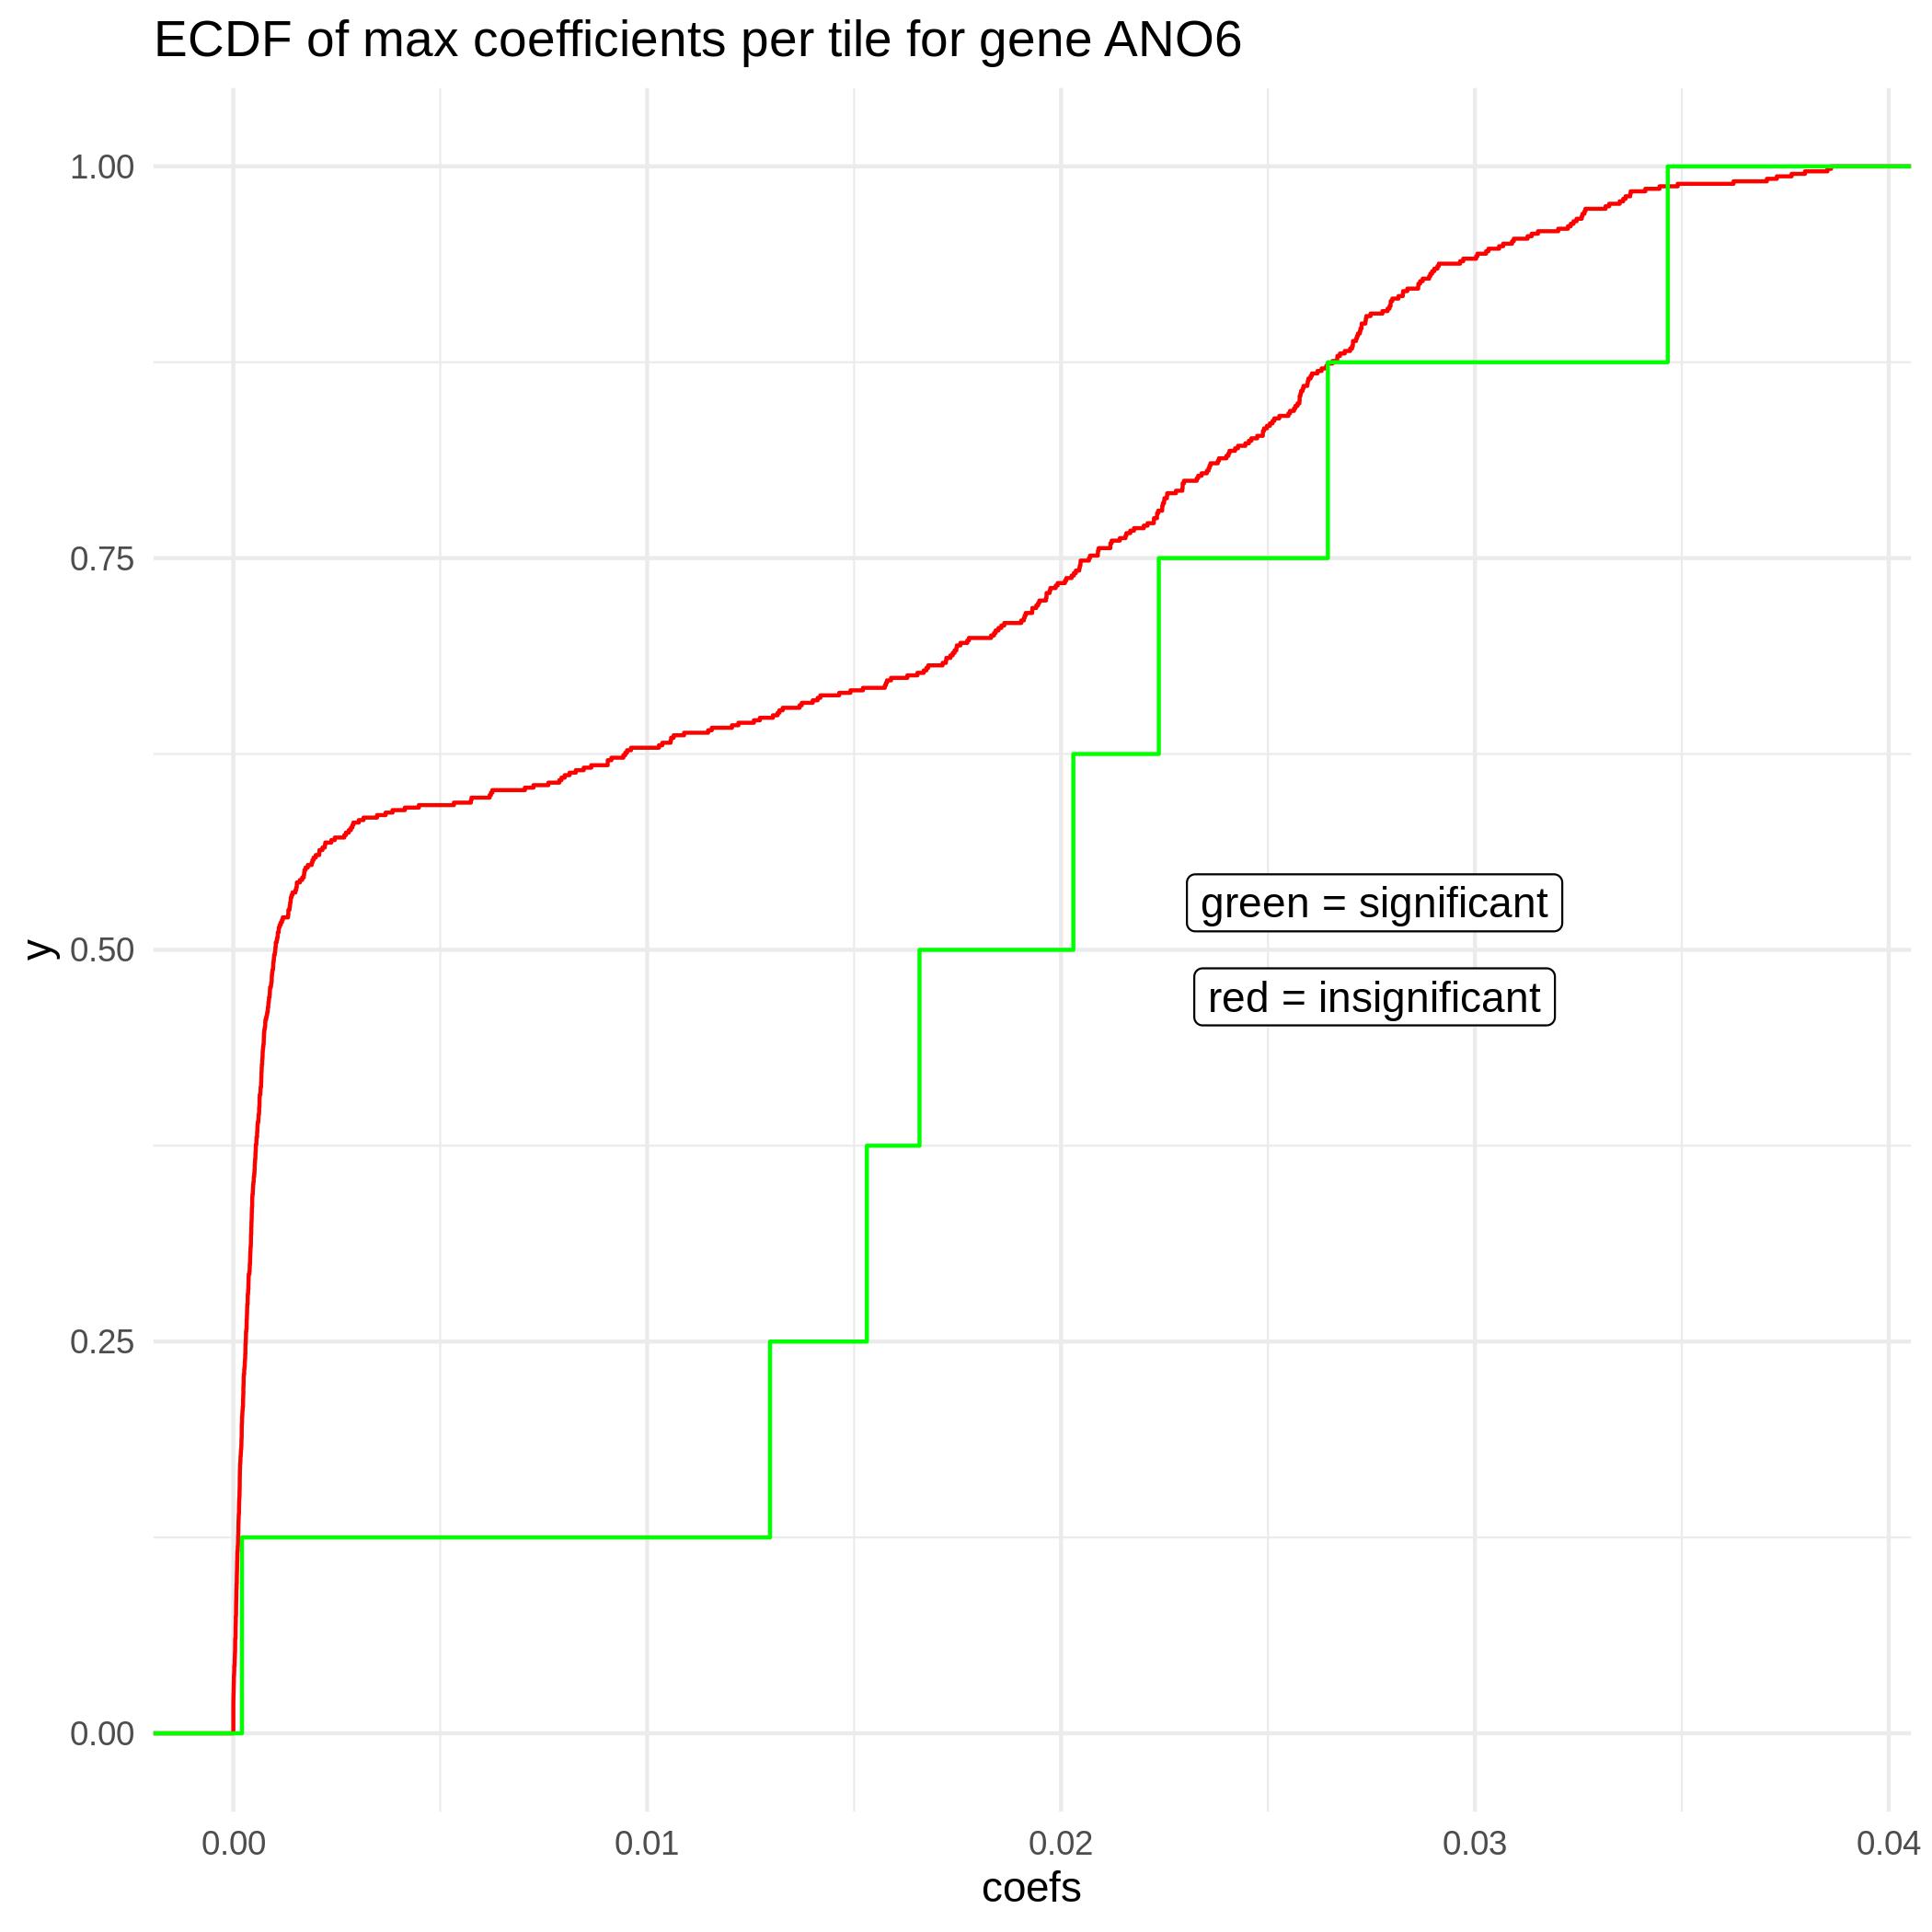 ECDF of max coefficients per tile for gene ANO6
1.00
0.75
0.50
0.25
0.00
y
green = significant
red = insignificant
0.00 0.01 0.02 0.03 0.04
coefs